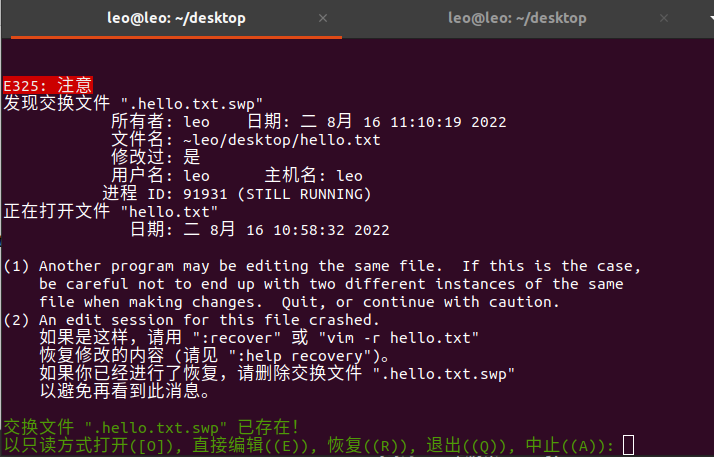 leo@leo: ~/desktop × leo@leo: ~/desktop ×
E325: 注意
发现交换文件 ".hello.txt.swp"
所有者: leo 日期: 二 8月 16 11:10:19 2022
文件名: ~leo/desktop/hello.txt
修改过: 是
用户名: leo 主机名: leo
进程 ID: 91931 (STILL RUNNING)
正在打开文件 "hello.txt"
日期: 二 8月 16 10:58:32 2022
(1) Another program may be editing the same file. If this is the case,
be careful not to end up with two different instances of the same
file when making changes. Quit, or continue with caution.
(2) An edit session for this file crashed.
如果是这样，请用 ":recover" 或 "vim -r hello.txt"
恢复修改的内容 (请见 ":help recovery")。
如果你已经进行了恢复，请删除交换文件 ".hello.txt.swp"
以避免再看到此消息。
交换文件 ".hello.txt.swp" 已存在！
以只读方式打开([O]), 直接编辑((E)), 恢复((R)), 退出((Q)), 中止((A)):